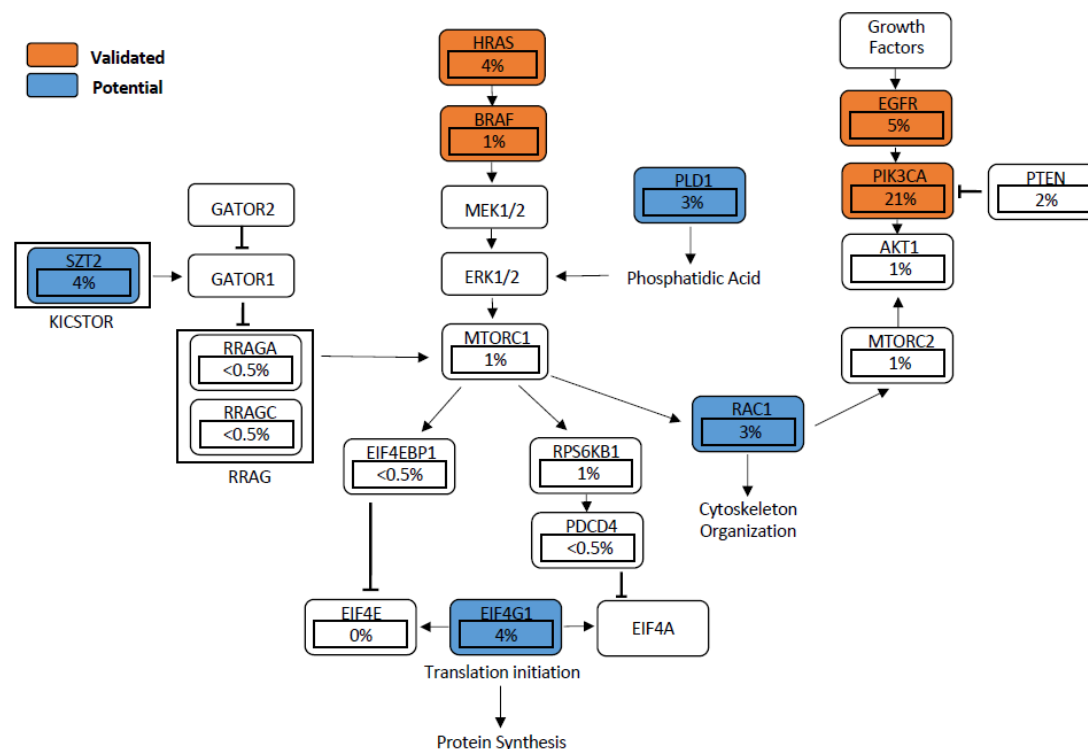 Validated
Potential
HRAS
4%
BRAF
1%
MEK1/2
ERK1/2
MTORC1
1%
Growth
Factors
EGFR
5%
PIK3CA
21%
PTEN
2%
AKT1
1%
MTORC2
1%
PLD1
3%
Phosphatidic Acid
GATOR2
SZT2
4%
KICSTOR
GATOR1
RRAGA
<0.5%
RRAGC
<0.5%
RRAG
RAC1
3%
Cytoskeleton
Organization
EIF4EBP1
<0.5%
RPS6KB1
1%
PDCD4
<0.5%
EIF4E
0%
EIF4G1
4%
EIF4A
Translation initiation
Protein Synthesis